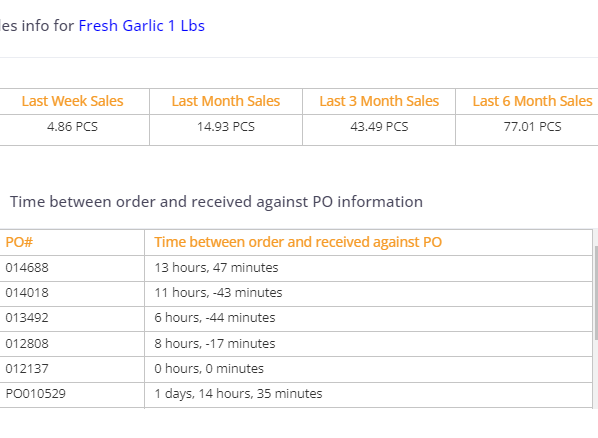 les info for Fresh Garlic 1 Lbs
Last Week Sales Last Month Sales Last 3 Month Sales Last 6 Month Sales
4.86 PCS 14.93 PCS 43.49 PCS 77.01 PCS
Time between order and received against PO information
PO# Time between order and received against PO
014688 13 hours, 47 minutes
014018 11 hours, -43 minutes
013492 6 hours, -44 minutes
012808 8 hours, -17 minutes
012137 0 hours, 0 minutes
PO010529 1 days, 14 hours, 35 minutes